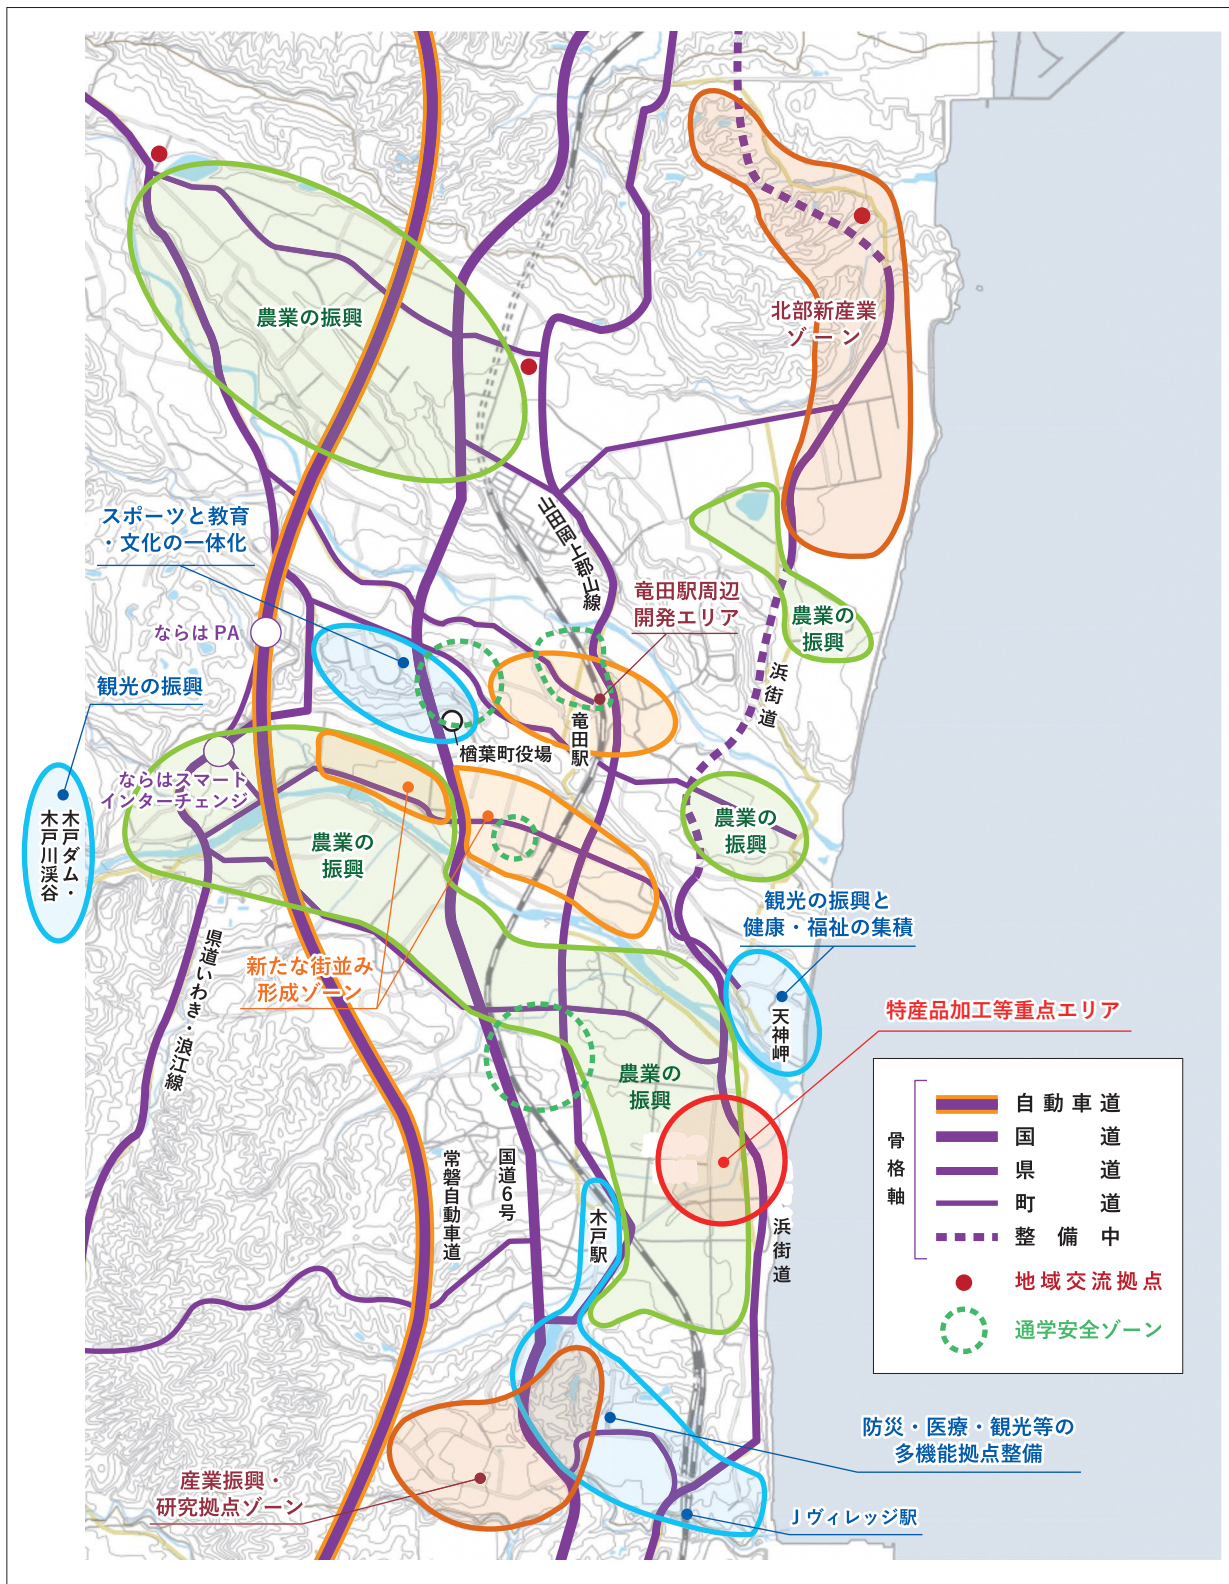 農業の振興
北部新産業
ゾーン
スポーツと教育
・文化の一体化
山田岡上郡山線
竜田駅周辺
開発エリア
農業の
振興
ならは PA
浜街道
観光の振興
竜田駅
楢葉町役場
ならはスマート
インターチェンジ
木戸ダム・
木戸川渓谷
農業の
振興
農業の
振興
観光の振興と
健康・福祉の集積
県道いわき・浪江線
新たな街並み
形成ゾーン
天神岬
特産品加工等重点エリア
農業の
振興
骨格軸
自動車道
国道
県道
町道
整備中
地域交流拠点
通学安全ゾーン
常磐自動車道
国道6号
木戸駅
浜街道
防災・医療・観光等の
多機能拠点整備
産業振興・
研究拠点ゾーン
Jヴィレッジ駅